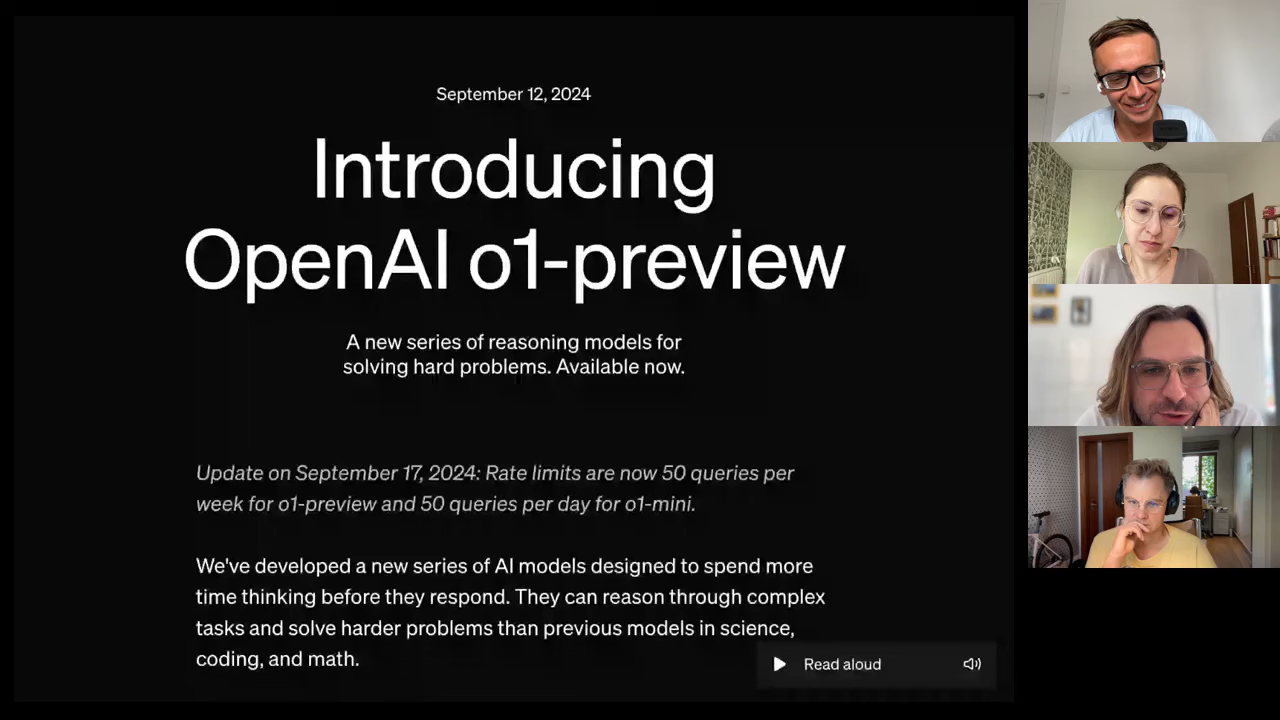 September 12, 2024
Introducing
OpenAI o1-preview
A new series of reasoning models for
solving hard problems. Available now.
Update on September 17, 2024: Rate limits are now 50 queries per
week for o1-preview and 50 queries per day for o1-mini.
We've developed a new series of AI models designed to spend more
time thinking before they respond. They can reason through complex
tasks and solve harder problems than previous models in science,
coding, and math.
Read aloud